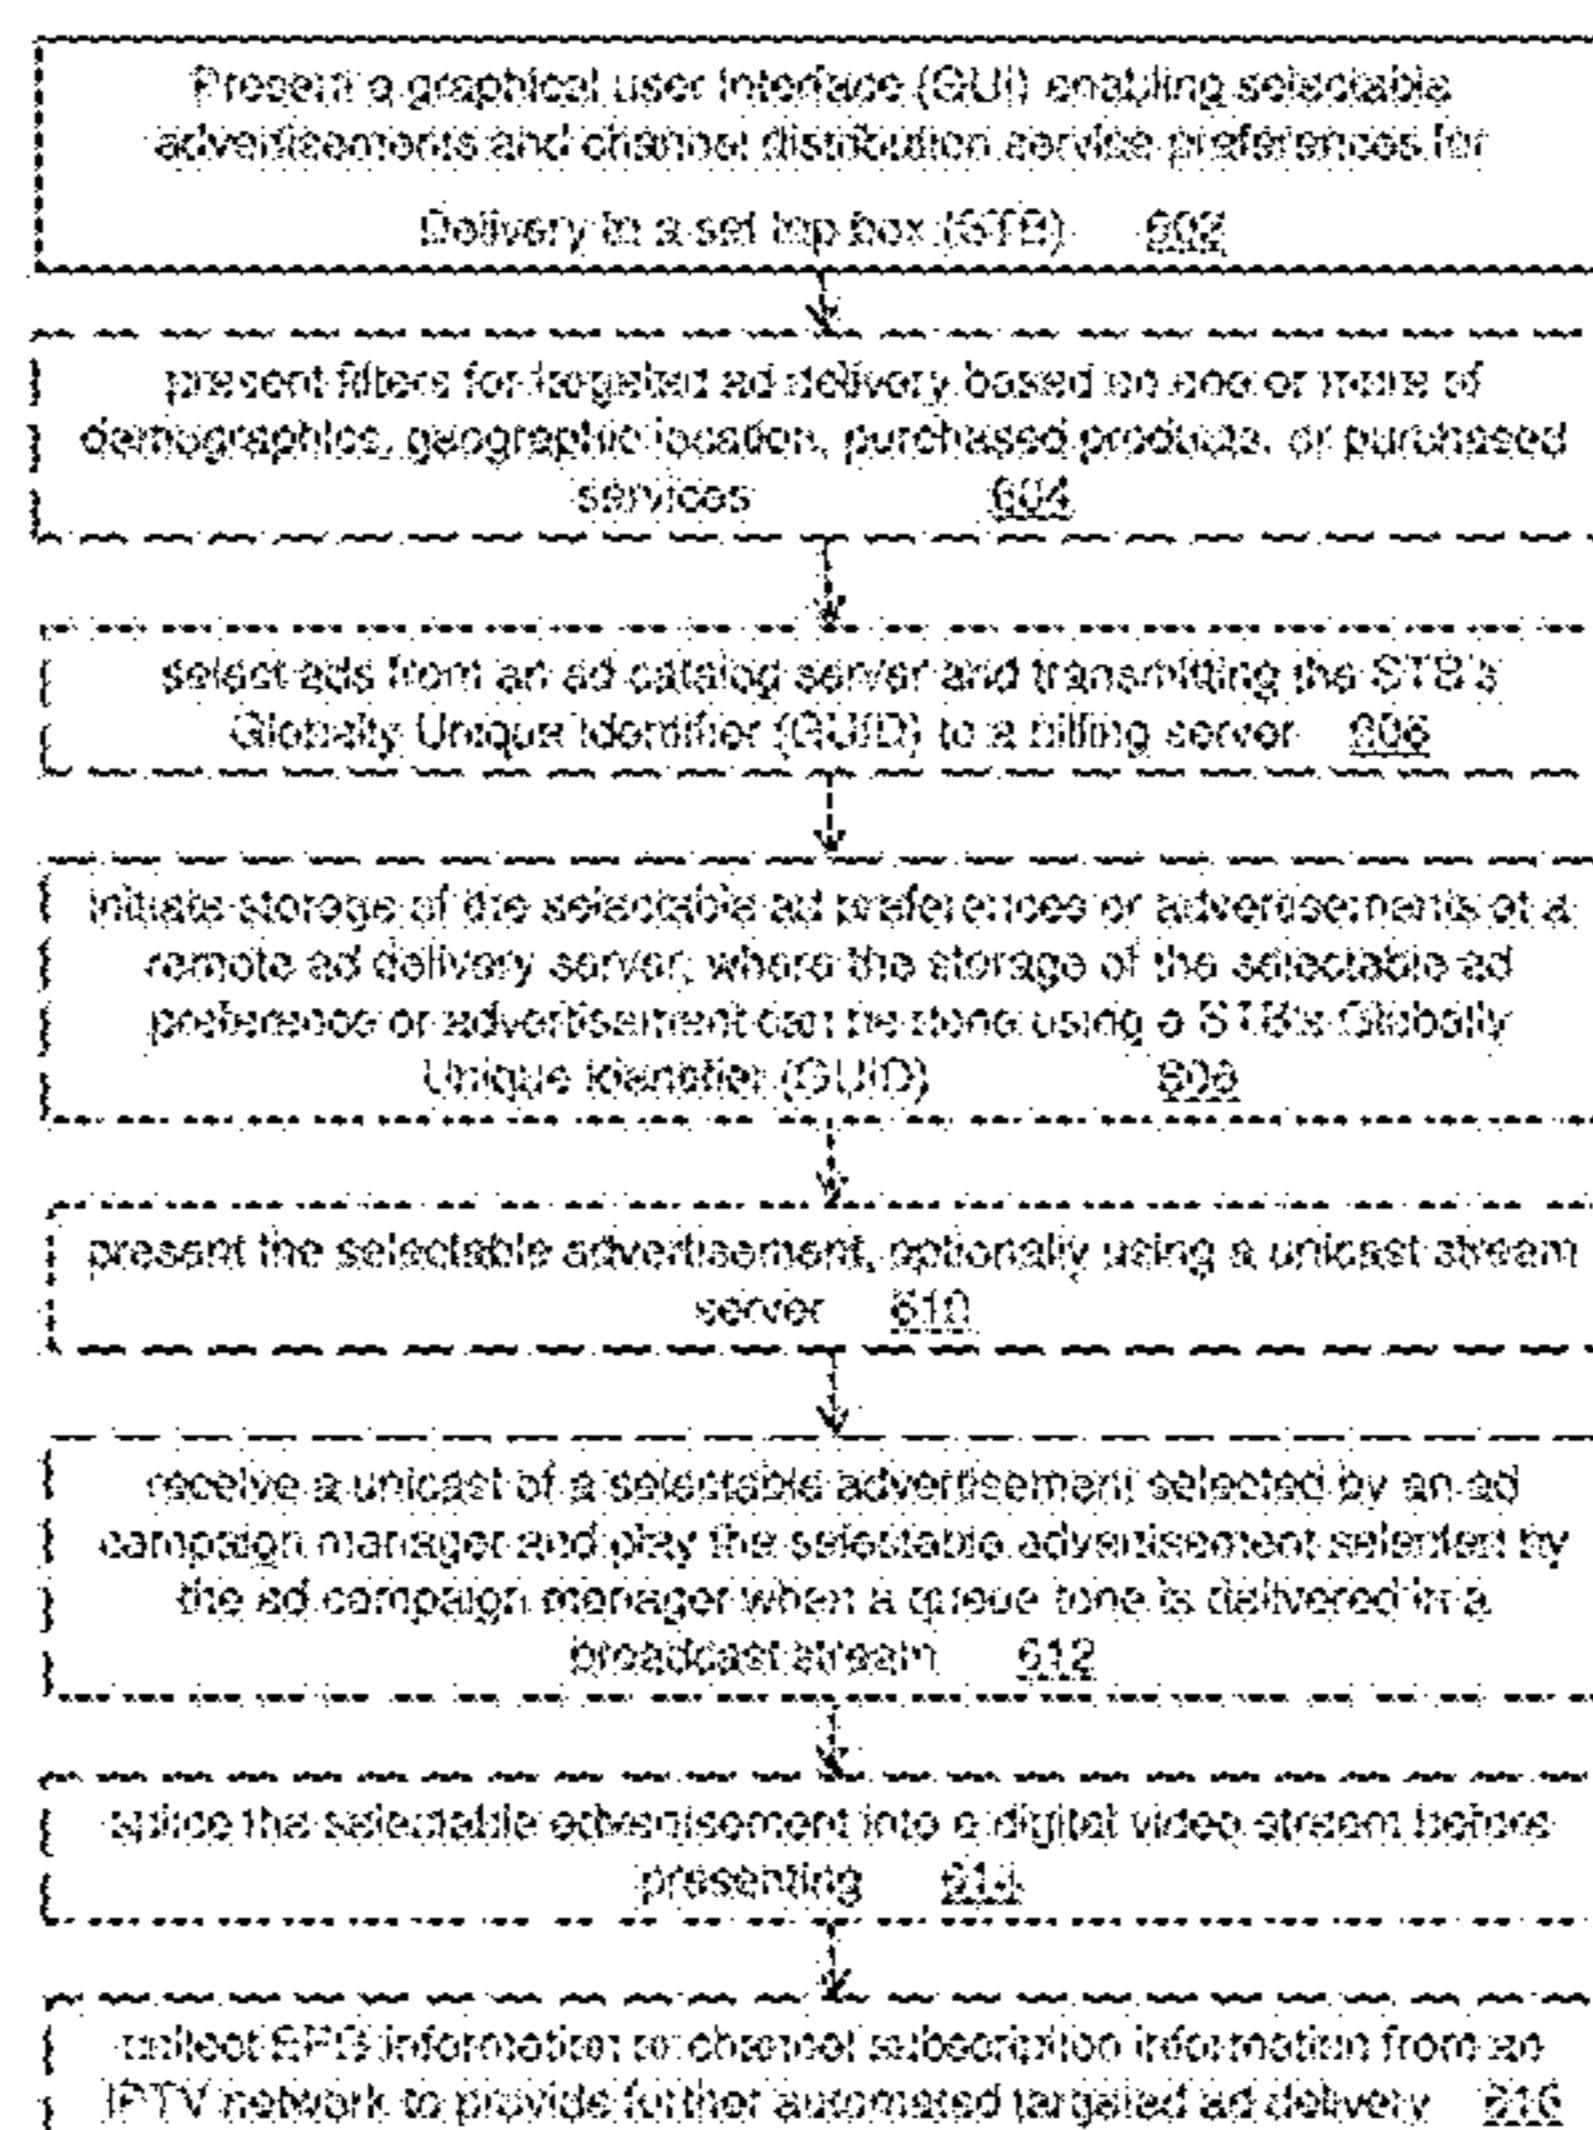 Present a graphical user interface (GUI) enabling selectable
advertisements and channel distribution service preferences for
Delivery to a set top box (STB) 602
present filters for targeted ad delivery based on one or more of
demographics, geographic location, purchased products, or purchased
services 604
select ads from an ad catalog server and transmitting the STB's
Globally Unique Identifier (GUID) to a billing server 606
initiate storage of the selectable ad preferences or advertisements at a
remote ad delivery server, where the storage of the selectable ad
preference or advertisement can be done using a STB's Globally
Unique Identifier (GUID) 608
present the selectable advertisement, optionally using a unicast stream
server 610
receive a unicast of a selectable advertisement selected by an ad
campaign manager and play the selectable advertisement selected by
the ad campaign manager when a queue tone is delivered in a
broadcast stream 612
splice the selectable advertisement into a digital video stream before
presenting 614
collect EPG information or channel subscription information from an
IPTV network to provide further automated targeted ad delivery 616